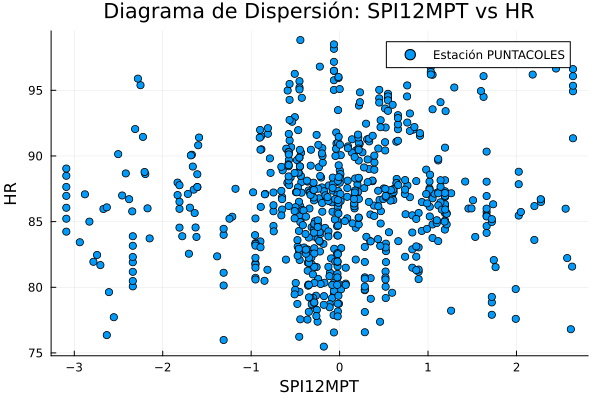 Diagrama de Dispersión: SPI12MPT vs HR
Estación PUNTACOLES
HR
95
90
85
80
75
−3 −2 −1 0 1 2
SPI12MPT